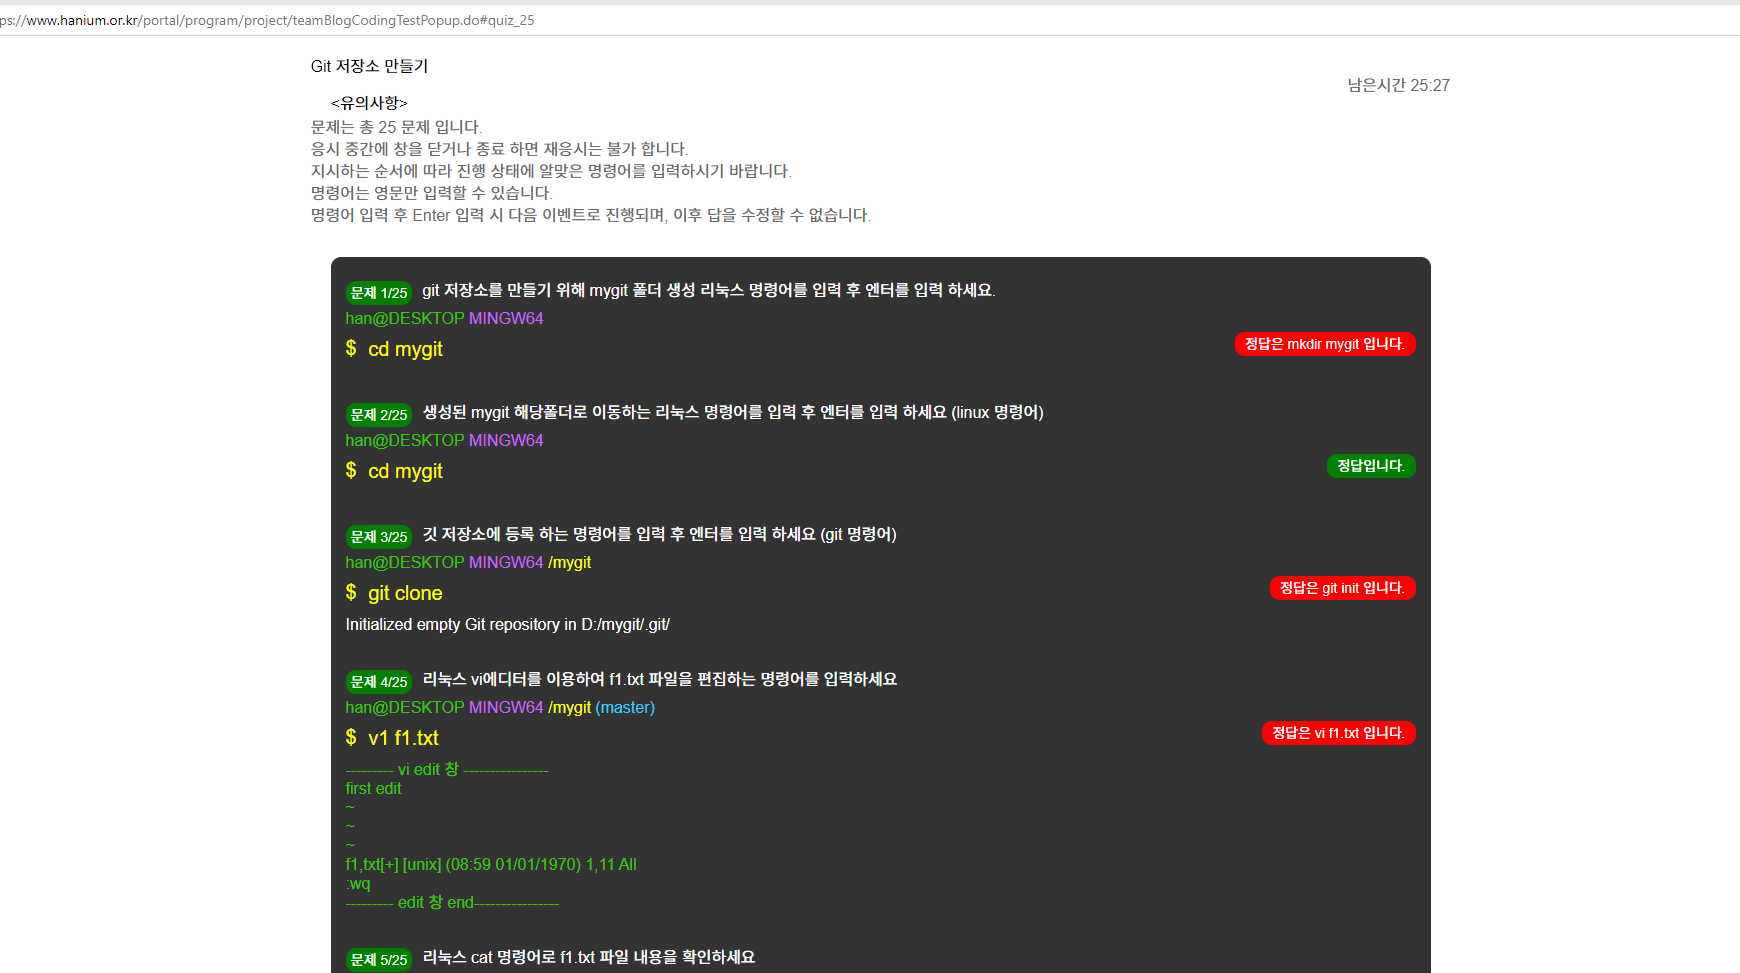 ps://www.hanium.or.kr/portal/program/project/teamBlogCodingTestPopup.do#quiz_25
Git 저장소 만들기
남은시간 25:27
<유의사항>
문제는 총 25 문제 입니다.
응시 중간에 창을 닫거나 종료 하면 재응시는 불가 합니다.
지시하는 순서에 따라 진행 상태에 알맞은 명령어를 입력하시기 바랍니다.
명령어는 영문만 입력할 수 있습니다.
명령어 입력 후 Enter 입력 시 다음 이벤트로 진행되며, 이후 답을 수정할 수 없습니다.
문제 1/25 git 저장소를 만들기 위해 mygit 폴더 생성 리눅스 명령어를 입력 후 엔터를 입력 하세요.
han@DESKTOP MINGW64
$ cd mygit 정답은 mkdir mygit 입니다.
문제 2/25 생성된 mygit 해당폴더로 이동하는 리눅스 명령어를 입력 후 엔터를 입력 하세요 (linux 명령어)
han@DESKTOP MINGW64
$ cd mygit 정답입니다.
문제 3/25 깃 저장소에 등록 하는 명령어를 입력 후 엔터를 입력 하세요 (git 명령어)
han@DESKTOP MINGW64 /mygit
$ git clone 정답은 git init 입니다.
Initialized empty Git repository in D:/mygit/.git/
문제 4/25 리눅스 vi에디터를 이용하여 f1.txt 파일을 편집하는 명령어를 입력하세요
han@DESKTOP MINGW64 /mygit (master)
$ v1 f1.txt 정답은 vi f1.txt 입니다.
--------- vi edit 창 ----------------
first edit
~
~
~
f1,txt[+] [unix] (08:59 01/01/1970) 1,11 All
:wq
--------- edit 창 end----------------
문제 5/25 리눅스 cat 명령어로 f1.txt 파일 내용을 확인하세요